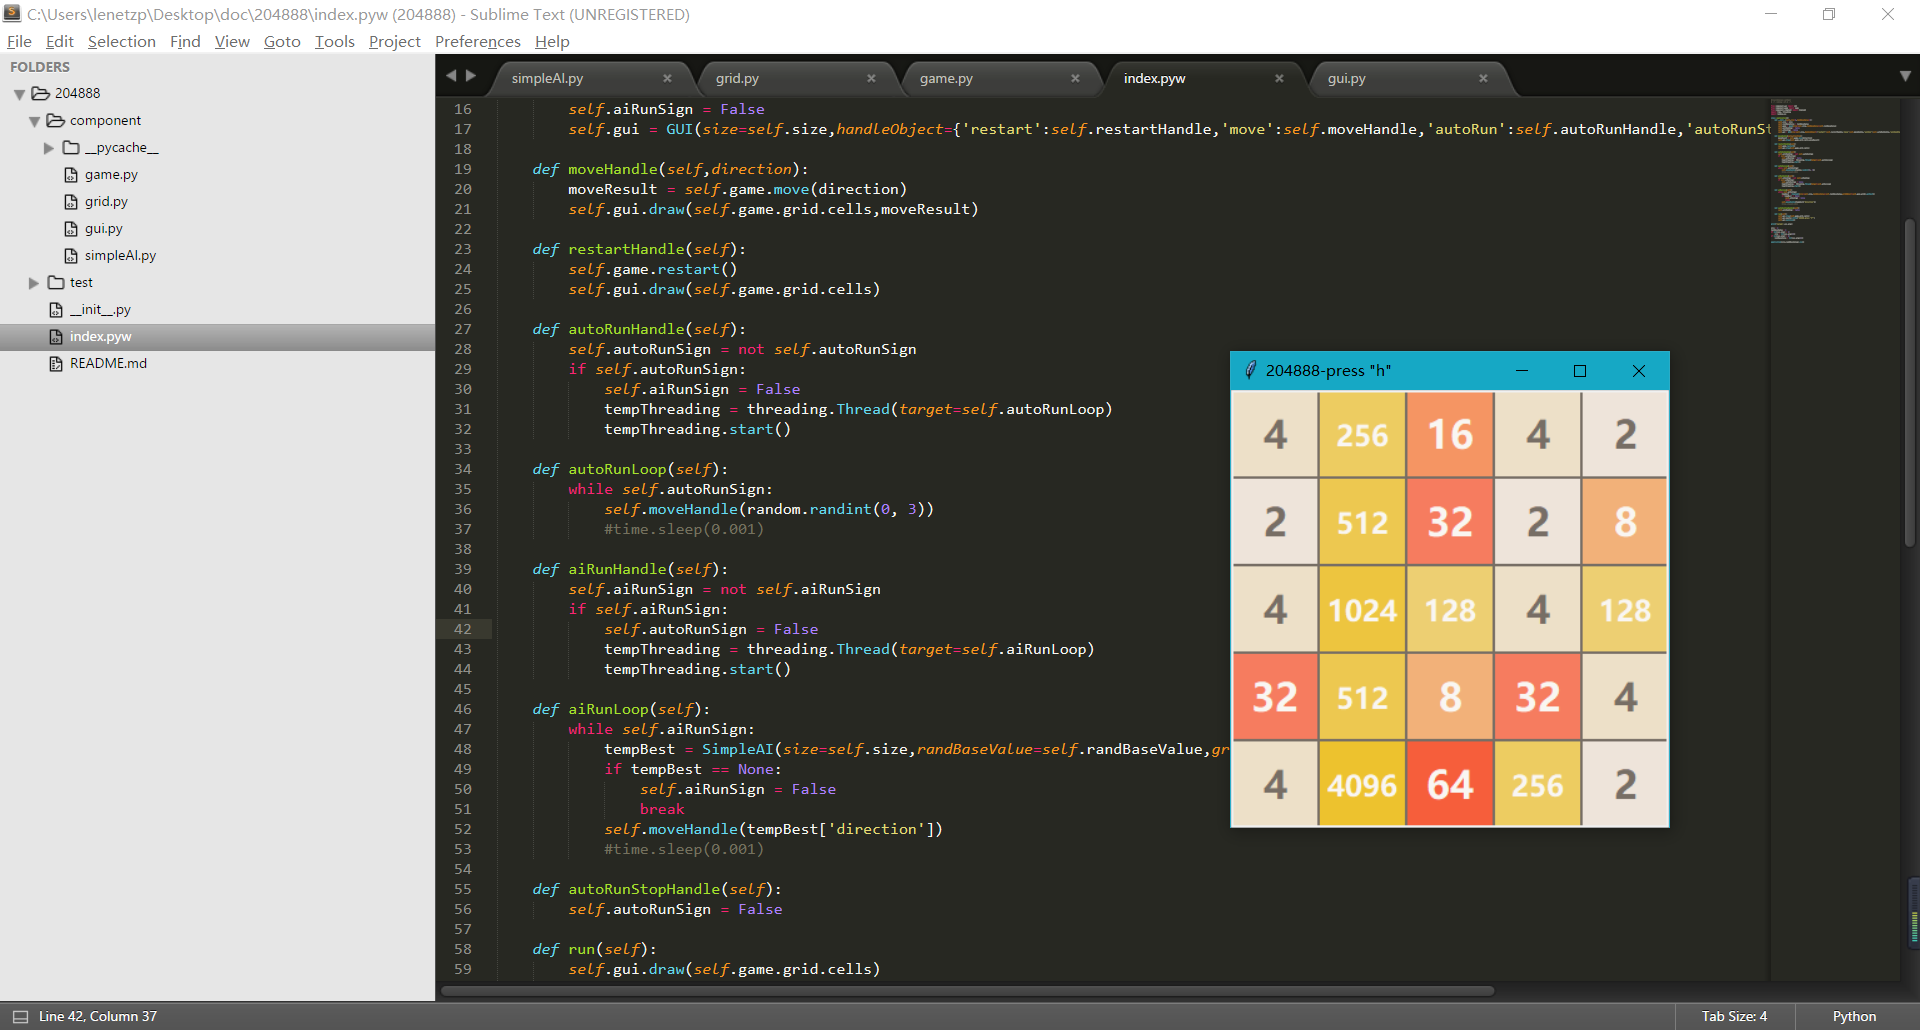 C:\Users\lenetzp\Desktop\doc\204888\index.pyw (204888) - Sublime Text (UNREGISTERED)
File Edit Selection Find View Goto Tools Project Preferences Help
FOLDERS
204888
component
__pycache__
game.py
grid.py
gui.py
simpleAI.py
test
__init__.py
index.pyw
README.md
simpleAI.py × grid.py × game.py × index.pyw × gui.py ×
16 self.aiRunSign = False
17 self.gui = GUI(size=self.size,handleObject={'restart':self.restartHandle,'move':self.moveHandle,'autoRun':self.autoRunHandle,'autoRunSt
18
19 def moveHandle(self,direction):
20 moveResult = self.game.move(direction)
21 self.gui.draw(self.game.grid.cells,moveResult)
22
23 def restartHandle(self):
24 self.game.restart()
25 self.gui.draw(self.game.grid.cells)
26
27 def autoRunHandle(self):
28 self.autoRunSign = not self.autoRunSign
29 if self.autoRunSign:
30 self.aiRunSign = False
31 tempThreading = threading.Thread(target=self.autoRunLoop)
32 tempThreading.start()
33
34 def autoRunLoop(self):
35 while self.autoRunSign:
36 self.moveHandle(random.randint(0, 3))
37 #time.sleep(0.001)
38
39 def aiRunHandle(self):
40 self.aiRunSign = not self.aiRunSign
41 if self.aiRunSign:
42 self.autoRunSign = False
43 tempThreading = threading.Thread(target=self.aiRunLoop)
44 tempThreading.start()
45
46 def aiRunLoop(self):
47 while self.aiRunSign:
48 tempBest = SimpleAI(size=self.size,randBaseValue=self.randBaseValue,gr
49 if tempBest == None:
50 self.aiRunSign = False
51 break
52 self.moveHandle(tempBest['direction'])
53 #time.sleep(0.001)
54
55 def autoRunStopHandle(self):
56 self.autoRunSign = False
57
58 def run(self):
59 self.gui.draw(self.game.grid.cells)
204888-press "h"
4 256 16 4 2
2 512 32 2 8
4 1024 128 4 128
32 512 8 32 4
4 4096 64 256 2
Line 42, Column 37
Tab Size: 4
Python